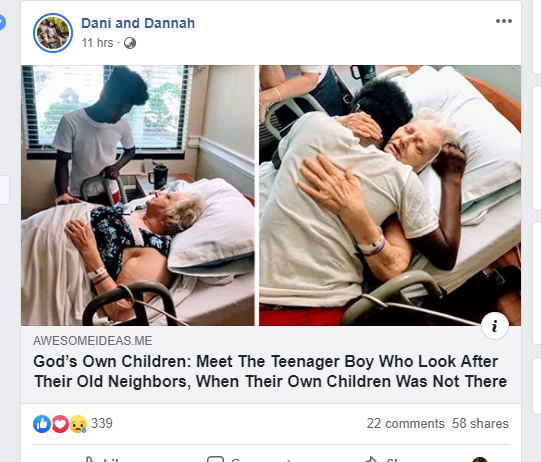 Dani and Dannah
11 hrs ·
AWESOMEIDEAS.ME
God's Own Children: Meet The Teenager Boy Who Look After
Their Old Neighbors, When Their Own Children Was Not There
339
22 comments 58 shares